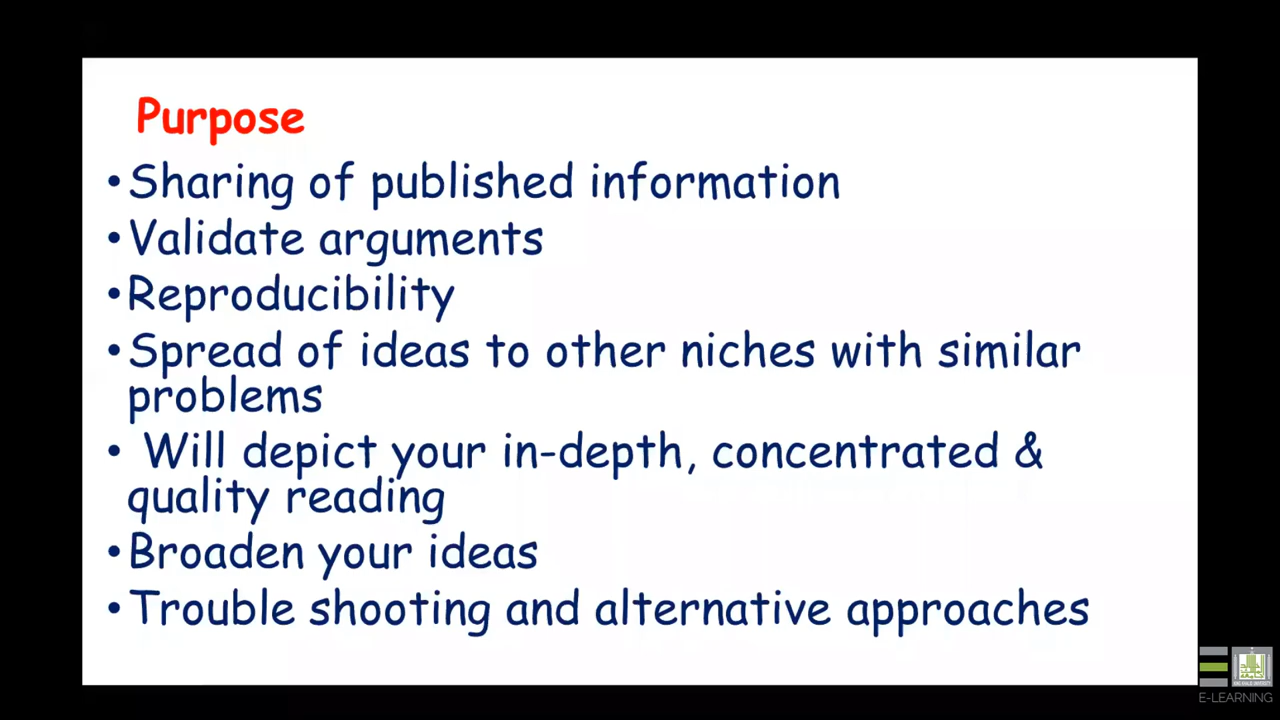 Purpose
•Sharing of published information
•Validate arguments
•Reproducibility
•Spread of ideas to other niches with similar
problems
• Will depict your in-depth, concentrated &
quality reading
•Broaden your ideas
•Trouble shooting and alternative approaches
E-LEARNING